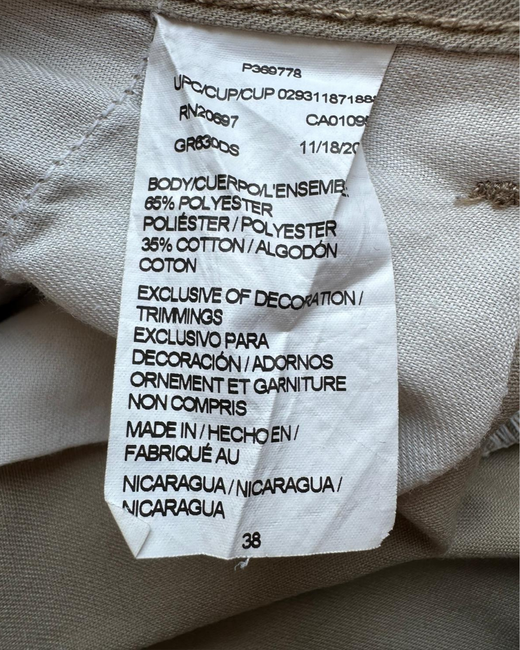 P369778
UPC/CUP/CUP 02931187188
RN20697 CA0109
GR630DS 11/18/20
BODY/CUERPO/L'ENSEMB
65% POLYESTER
POLIÉSTER / POLYESTER
35% COTTON / ALGODÓN
COTON
EXCLUSIVE OF DECORATION /
TRIMMINGS
EXCLUSIVO PARA
DECORACIÓN / ADORNOS
ORNEMENT ET GARNITURE
NON COMPRIS
MADE IN / HECHO EN /
FABRIQUÉ AU
NICARAGUA / NICARAGUA /
NICARAGUA
38